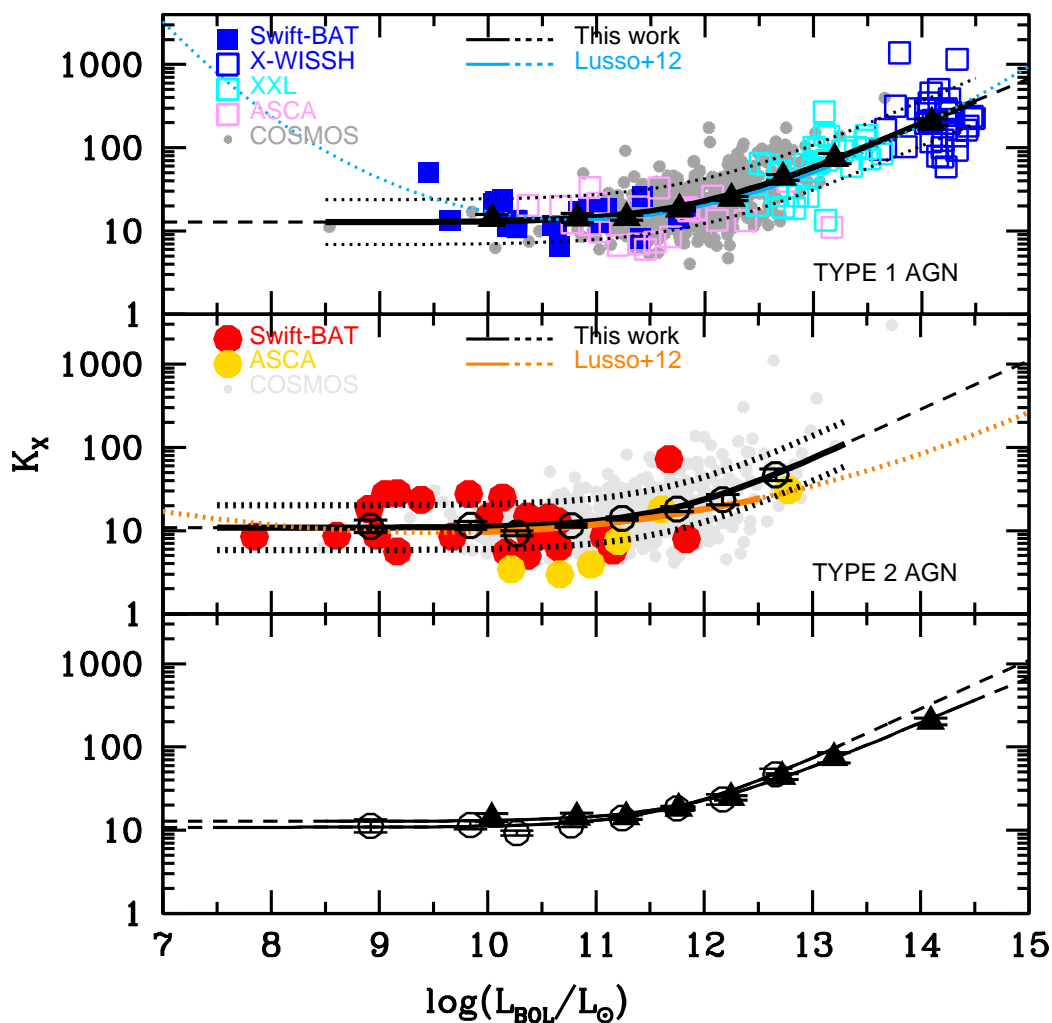 Swift-BAT This work
X-WISSH Lusso+12
XXL
ASCA
COSMOS
1000
100
10
1
TYPE 1 AGN
Swift-BAT This work
ASCA Lusso+12
COSMOS
1000
100
10
1
TYPE 2 AGN
K_X
1000
100
10
1
7 8 9 10 11 12 13 14 15
log(L_BOL/L_⊙)